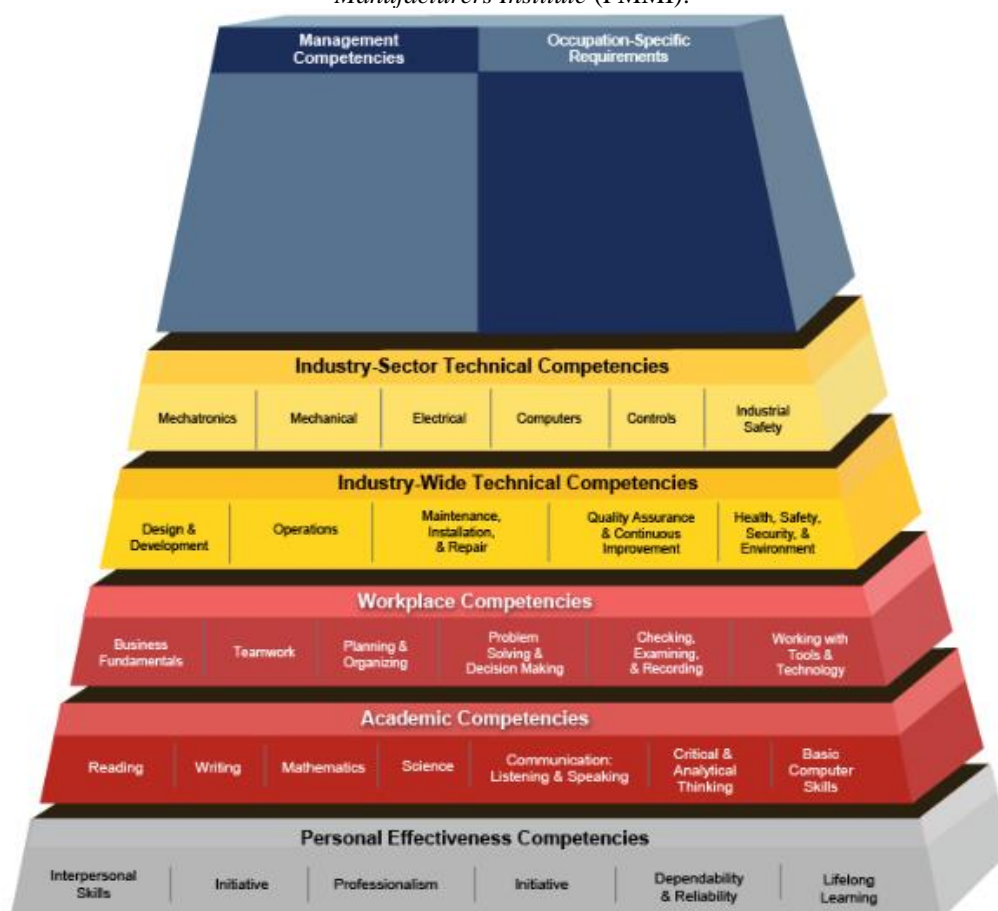 Manufacturers Institute (PMMI).
Management
Competencies
Occupation-Specific
Requirements
Industry-Sector Technical Competencies
Mechatronics
Mechanical
Electrical
Computers
Controls
Industrial
Safety
Industry-Wide Technical Competencies
Design &
Development
Operations
Maintenance,
Installation,
& Repair
Quality Assurance
& Continuous
Improvement
Health, Safety,
Security, &
Environment
Workplace Competencies
Business
Fundamentals
Teamwork
Planning &
Organizing
Problem
Solving &
Decision Making
Checking,
Examining,
& Recording
Working with
Tools &
Technology
Academic Competencies
Reading
Writing
Mathematics
Science
Communication:
Listening & Speaking
Critical &
Analytical
Thinking
Basic
Computer
Skills
Personal Effectiveness Competencies
Interpersonal
Skills
Initiative
Professionalism
Initiative
Dependability
& Reliability
Lifelong
Learning